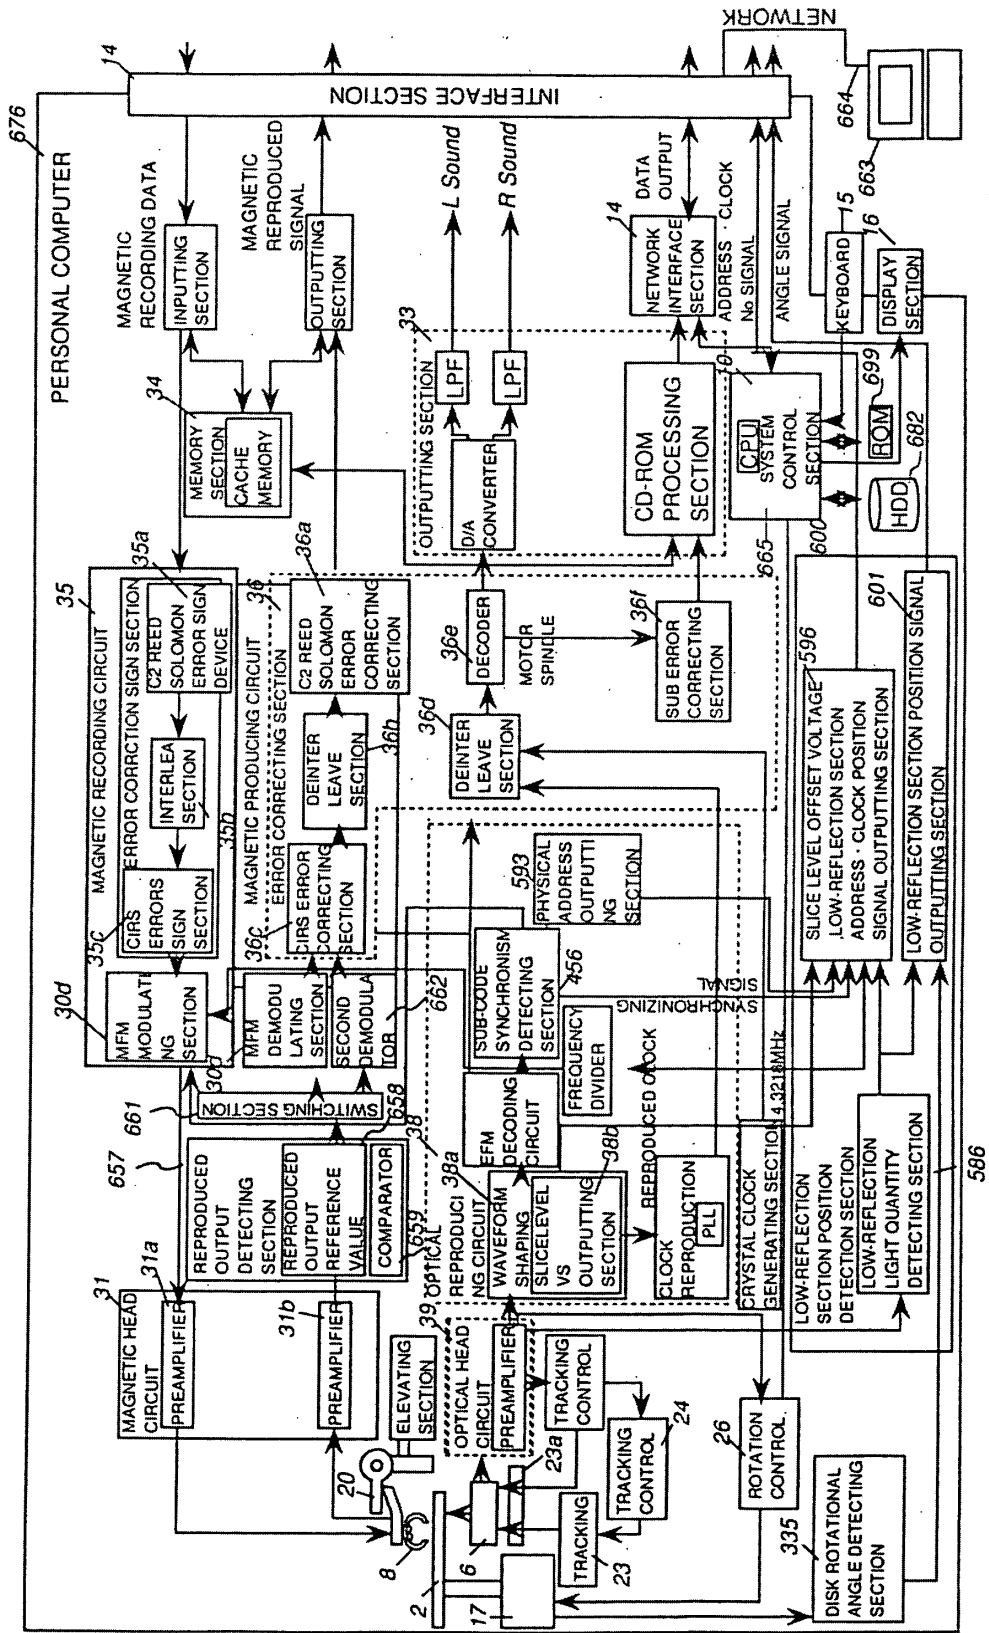 676
PERSONAL COMPUTER
31
MAGNETIC HEAD
CIRCUIT
31a
PREAMPLIFIER
31b
PREAMPLIFIER
657
REPRODUCED
OUTPUT
DETECTING
SECTION
REPRODUCED
OUTPUT
REFERENCE
VALUE
COMPARATOR
659
658
661
SWITCHING SECTION
35
MAGNETIC RECORDING CIRCUIT
ERROR CORRCTION SIGN SECTION
35a
C2 REED
SOLOMON
ERROR SIGN
DEVICE
INTERLEA
SECTION
35b
35c
CIRS
ERRORS
SIGN
SECTION
30d
MFM
MODULATE
NG
SECTION
30d
MFM
DEMODU
LATING
SECTION
SECOND
DEMODULA
TOR
662
36
MAGNETIC PRODUCING CIRCUIT
ERROR CORRECTING SECTION
36c
CIRS ERROR
CORRECTING
SECTION
DEINTER
LEAVE
SECTION
36b
36a
C2 REED
SOLOMON
ERROR
CORRECTING
SECTION
34
MEMORY
SECTION
CACHE
MEMORY
MAGNETIC
RECORDING DATA
INPUTTING
SECTION
MAGNETIC
REPRODUCED
SIGNAL
OUTPUTTING
SECTION
14
INTERFACE SECTION
8
20
ELEVATING
SECTION
2
6
17
39
OPTICAL HEAD
CIRCUIT
PREAMPLIFIER
23a
TRACKING CONTROL
24
TRACKING
CONTROL
TRACKING
23
26
ROTATION
CONTROL
335
DISK ROTATIONAL
ANGLE DETECTING
SECTION
38
OPTICAL
REPRODUCI
NG CIRCUIT
38a
WAVEFORM
SHAPING
SLICELEVEL
VS
OUTPUTTING
SECTION
38b
EFM
DECODING
CIRCUIT
SUB-CODE
SYNCHRONISM
DETECTING
SECTION
456
593
PHYSICAL
ADDRESS
OUTPUTTI
NG
SECTION
FREQUENCY
DIVIDER
REPRODUCED CLOCK
CLOCK
REPRODUCTION
PLL
CRYSTAL CLOCK
GENERATING SECTION
4.3218MHz
SYNCHRONIZING
SIGNAL
36d
DEINTER
LEAVE
SECTION
36e
DECODER
MOTOR
SPINDLE
36f
SUB ERROR
CORRECTING
SECTION
33
OUTPUTTING SECTION
D/A
CONVERTER
LPF
LPF
L Sound
R Sound
CD-ROM
PROCESSING
SECTION
14
NETWORK
INTERFACE
SECTION
DATA
OUTPUT
ADDRESS · CLOCK
No SIGNAL
ANGLE SIGNAL
10
CPU
SYSTEM
CONTROL
SECTION
665
600
KEYBOARD
15
16
DISPLAY
SECTION
ROM
699
HDD
682
NETWORK
664
663
LOW-REFLECTION
SECTION POSITION
DETECTION SECTION
LOW-REFLECTION
LIGHT QUANTITY
DETECTING SECTION
586
596
SLICE LEVEL OFFSET VOLTAGE
LOW-REFLECTION SECTION
ADDRESS · CLOCK POSITION
SIGNAL OUTPUTTING SECTION
601
LOW-REFLECTION SECTION POSITION SIGNAL
OUTPUTTING SECTION